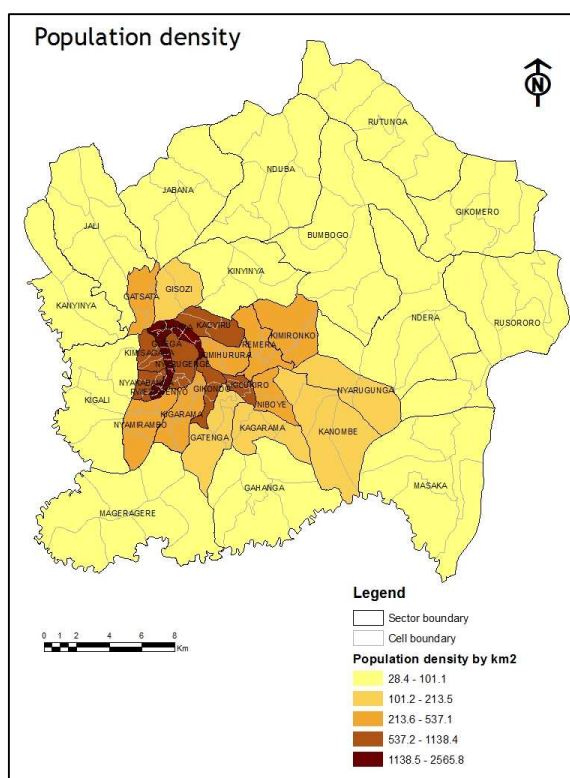 Population density
N
RUTUNGA
NDUBA
JABANA
GIKOMERO
JALI
BUMBOGO
KINYINYA
GISOZI
GATSATA
KANYINYA
NDERA
RUSORORO
KACYIRU
KIMIRONKO
REMERA
KIMISAGARA
KIMIHURURA
NYARUGENGE
NYAKABANDA
GIKONDO
KICUKIRO
NYARUGUNGA
KIGALI
NIBOYE
KIGARAMA
NYAMIRAMBO
KAGARAMA
KANOMBE
GATENGA
MASAKA
GAHANGA
MAGERAGERE
Legend
Sector boundary
Cell boundary
0 1 2 4 6 8
Km
Population density by km2
28.4 - 101.1
101.2 - 213.5
213.6 - 537.1
537.2 - 1138.4
1138.5 - 2565.8